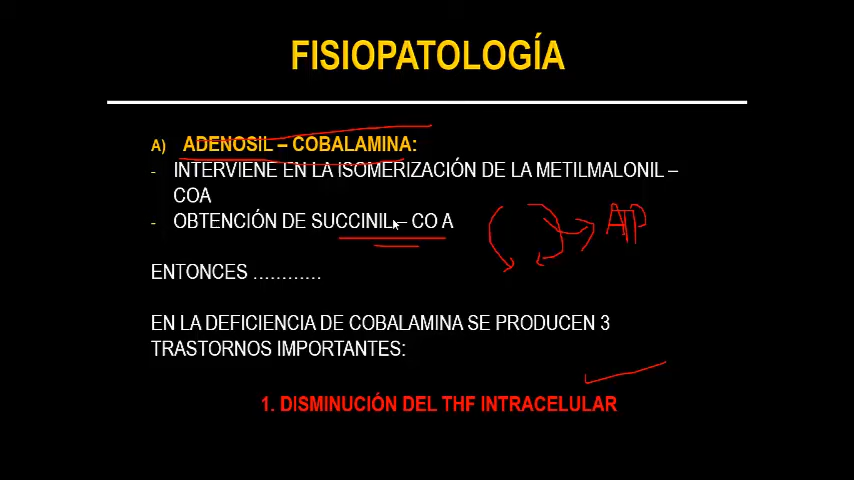 FISIOPATOLOGÍA
A) ADENOSIL – COBALAMINA:
- INTERVIENE EN LA ISOMERIZACIÓN DE LA METILMALONIL –
COA
- OBTENCIÓN DE SUCCINIL – CO A
ATP
ENTONCES …………
EN LA DEFICIENCIA DE COBALAMINA SE PRODUCEN 3
TRASTORNOS IMPORTANTES:
1. DISMINUCIÓN DEL THF INTRACELULAR